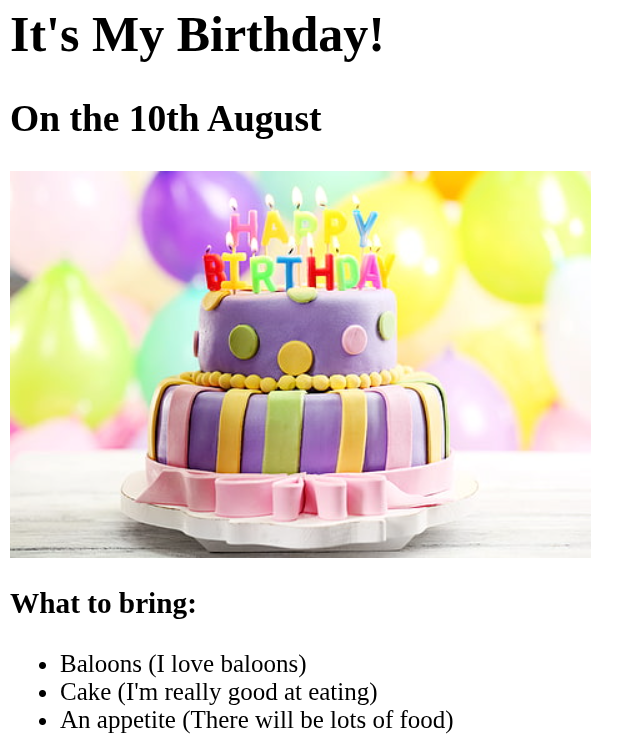 It's My Birthday!
On the 10th August
HAPPY
BIRTHDAY
What to bring:
Baloons (I love baloons)
Cake (I'm really good at eating)
An appetite (There will be lots of food)